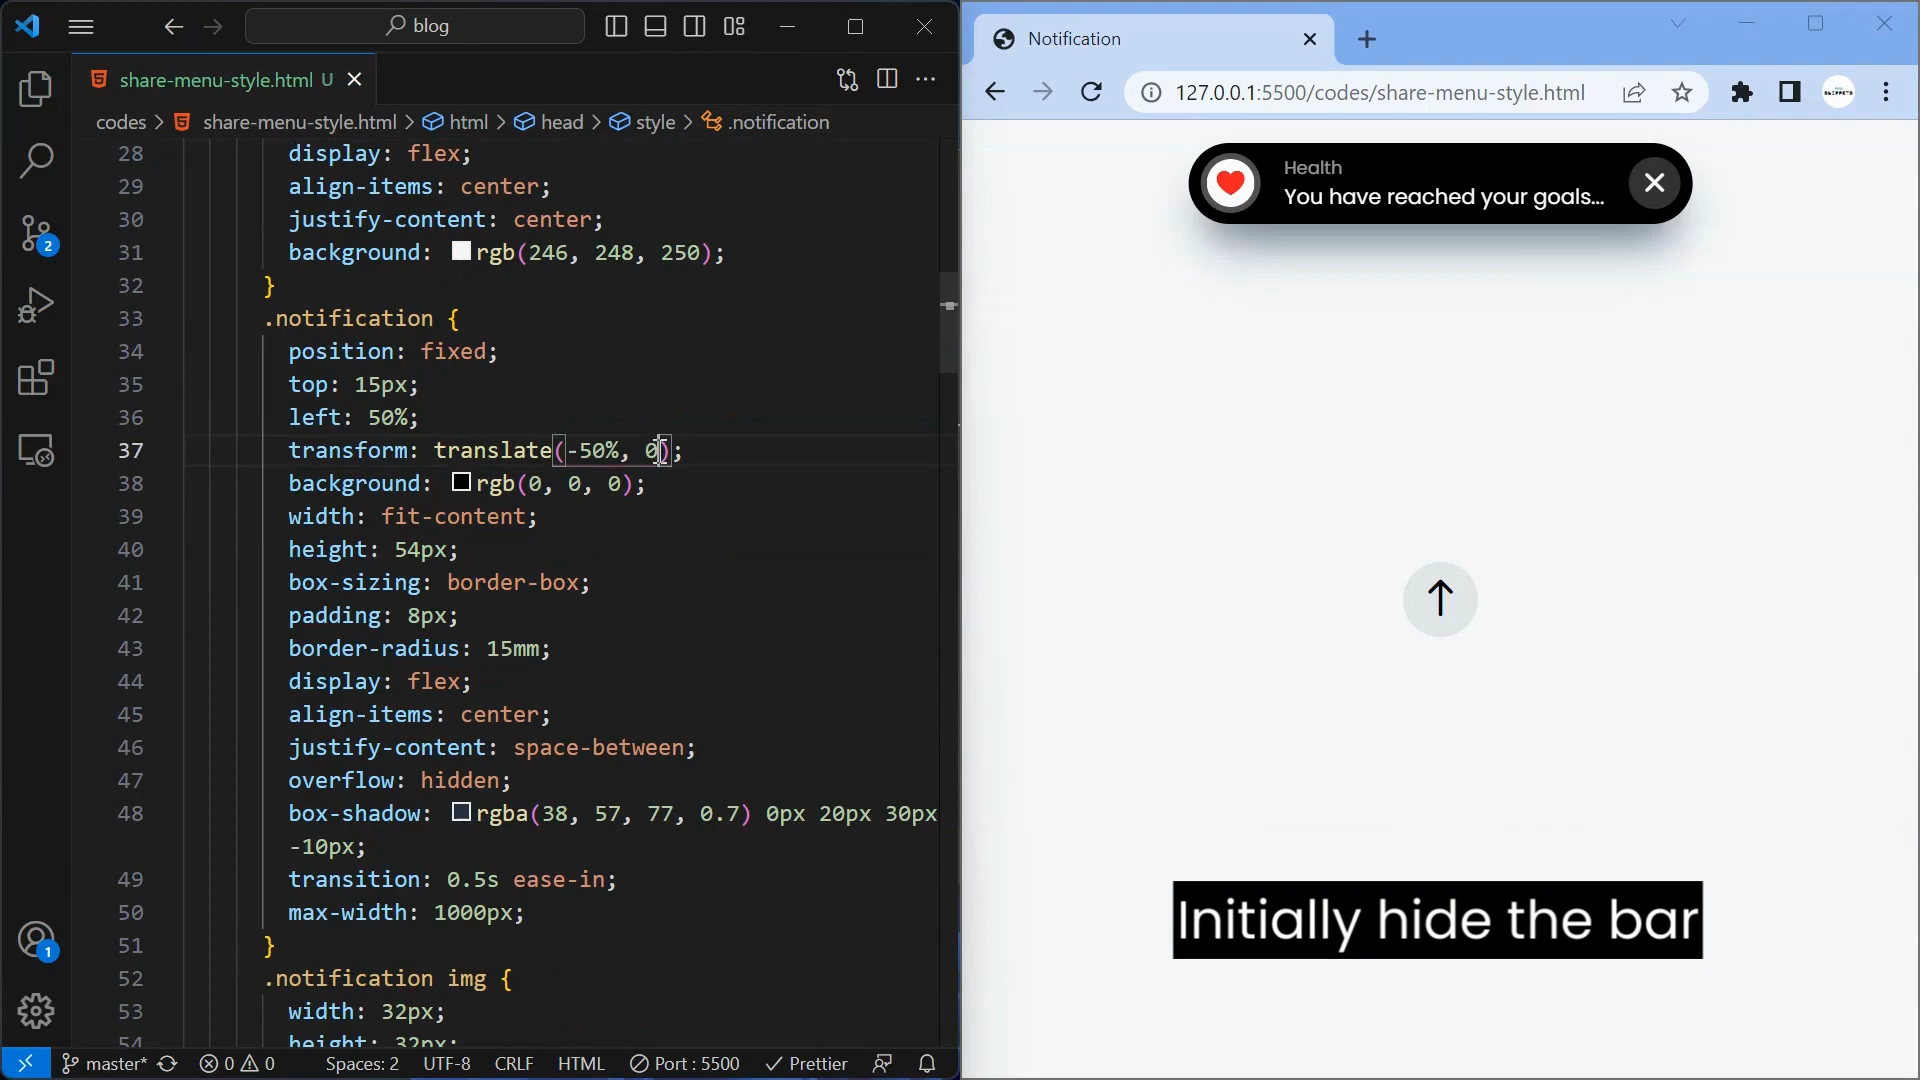 blog
share-menu-style.html U
codes > share-menu-style.html > html > head > style > .notification
28 display: flex;
29 align-items: center;
30 justify-content: center;
31 background: rgb(246, 248, 250);
32 }
33 .notification {
34 position: fixed;
35 top: 15px;
36 left: 50%;
37 transform: translate(-50%, 0);
38 background: rgb(0, 0, 0);
39 width: fit-content;
40 height: 54px;
41 box-sizing: border-box;
42 padding: 8px;
43 border-radius: 15mm;
44 display: flex;
45 align-items: center;
46 justify-content: space-between;
47 overflow: hidden;
48 box-shadow: rgba(38, 57, 77, 0.7) 0px 20px 30px
-10px;
49 transition: 0.5s ease-in;
50 max-width: 1000px;
51 }
52 .notification img {
53 width: 32px;
54 height: 32px;
2
1
master* 0 0 Spaces: 2 UTF-8 CRLF HTML Port : 5500 Prettier
Notification
127.0.0.1:5500/codes/share-menu-style.html
Health
You have reached your goals...
Initially hide the bar